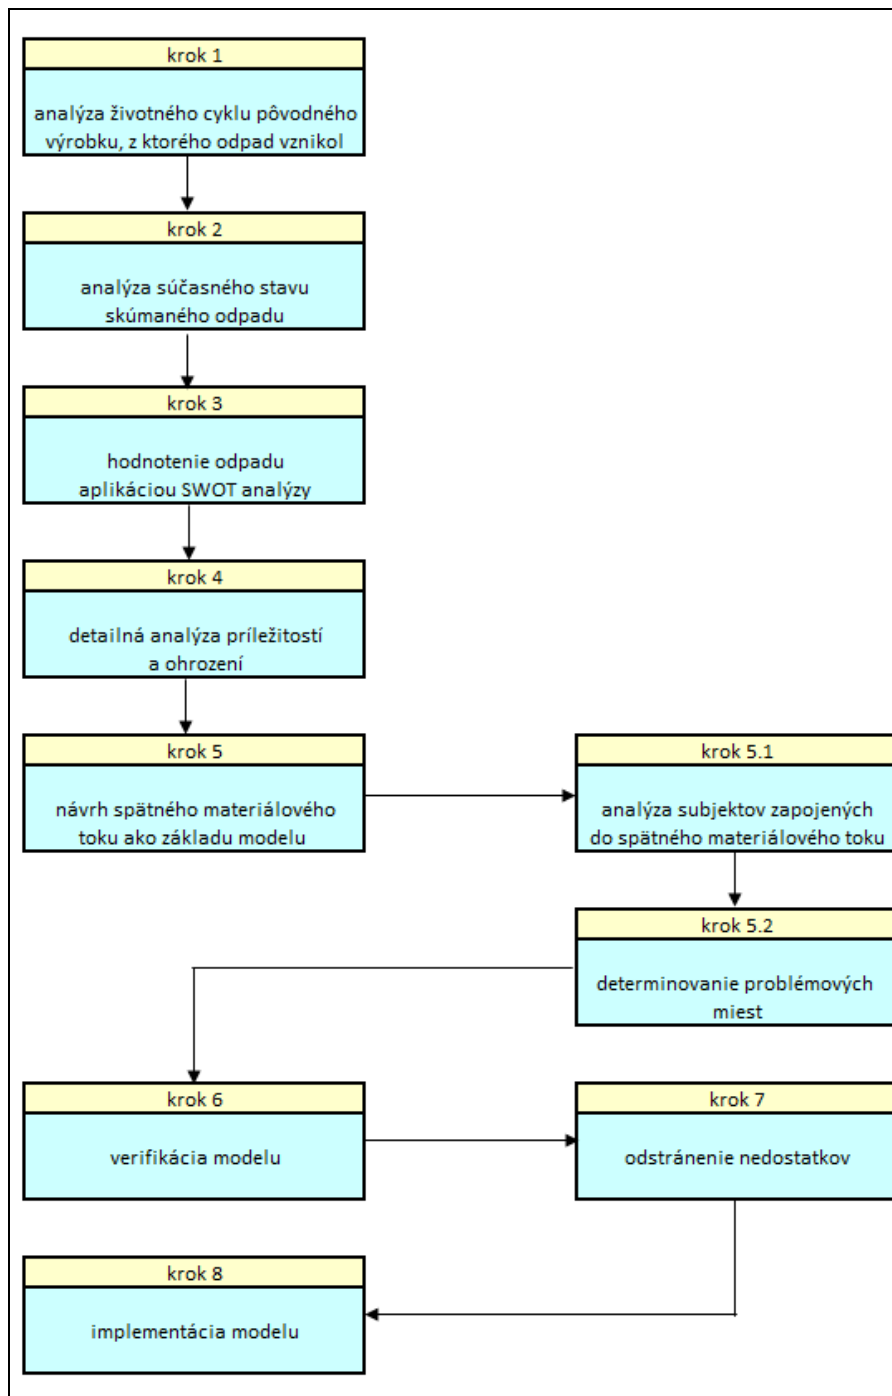 krok 1
analýza životného cyklu pôvodného
výrobku, z ktorého odpad vznikol
krok 2
analýza súčasného stavu
skúmaného odpadu
krok 3
hodnotenie odpadu
aplikáciou SWOT analýzy
krok 4
detailná analýza príležitostí
a ohrození
krok 5
návrh spätného materiálového
toku ako základu modelu
krok 5.1
analýza subjektov zapojených
do spätného materiálového toku
krok 5.2
determinovanie problémových
miest
krok 6
verifikácia modelu
krok 7
odstránenie nedostatkov
krok 8
implementácia modelu